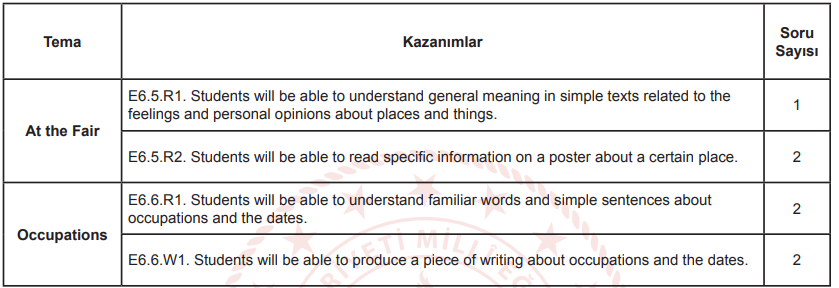 Tema
Kazanımlar
Soru
Sayısı
At the Fair
E6.5.R1. Students will be able to understand general meaning in simple texts related to the
feelings and personal opinions about places and things.
1
E6.5.R2. Students will be able to read specific information on a poster about a certain place.
2
Occupations
E6.6.R1. Students will be able to understand familiar words and simple sentences about
occupations and the dates.
2
E6.6.W1. Students will be able to produce a piece of writing about occupations and the dates.
2